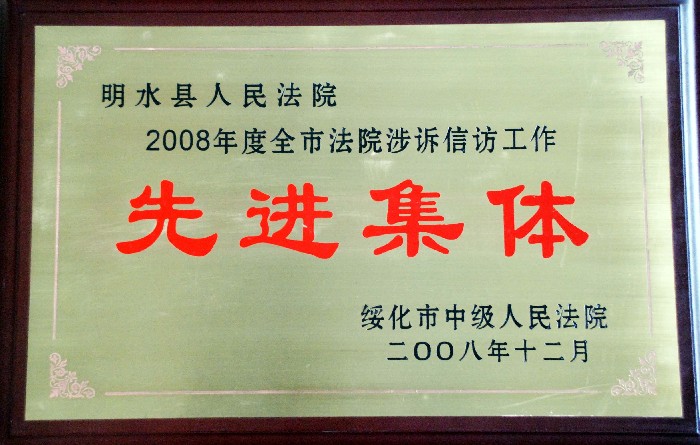 明水县人民法院
2008年度全市法院涉诉信访工作
先进集体
绥化市中级人民法院
二〇〇八年十二月